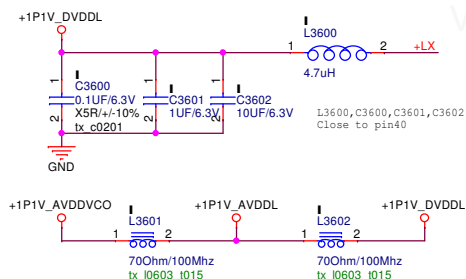 +1P1V_DVDDL
L3600
1
2
+LX
4.7uH
1
1
1
C3600
0.1UF/6.3V
X5R/+/-10%
tx_c0201
C3601
1UF/6.3V
C3602
10UF/6.3V
2
2
2
L3600,C3600,C3601,C3602
Close to pin40
GND
+1P1V_AVDDVCO
+1P1V_AVDDL
+1P1V_DVDDL
L3601
L3602
1
2
1
2
70Ohm/100Mhz
70Ohm/100Mhz
tx_l0603_t015
tx_l0603_t015